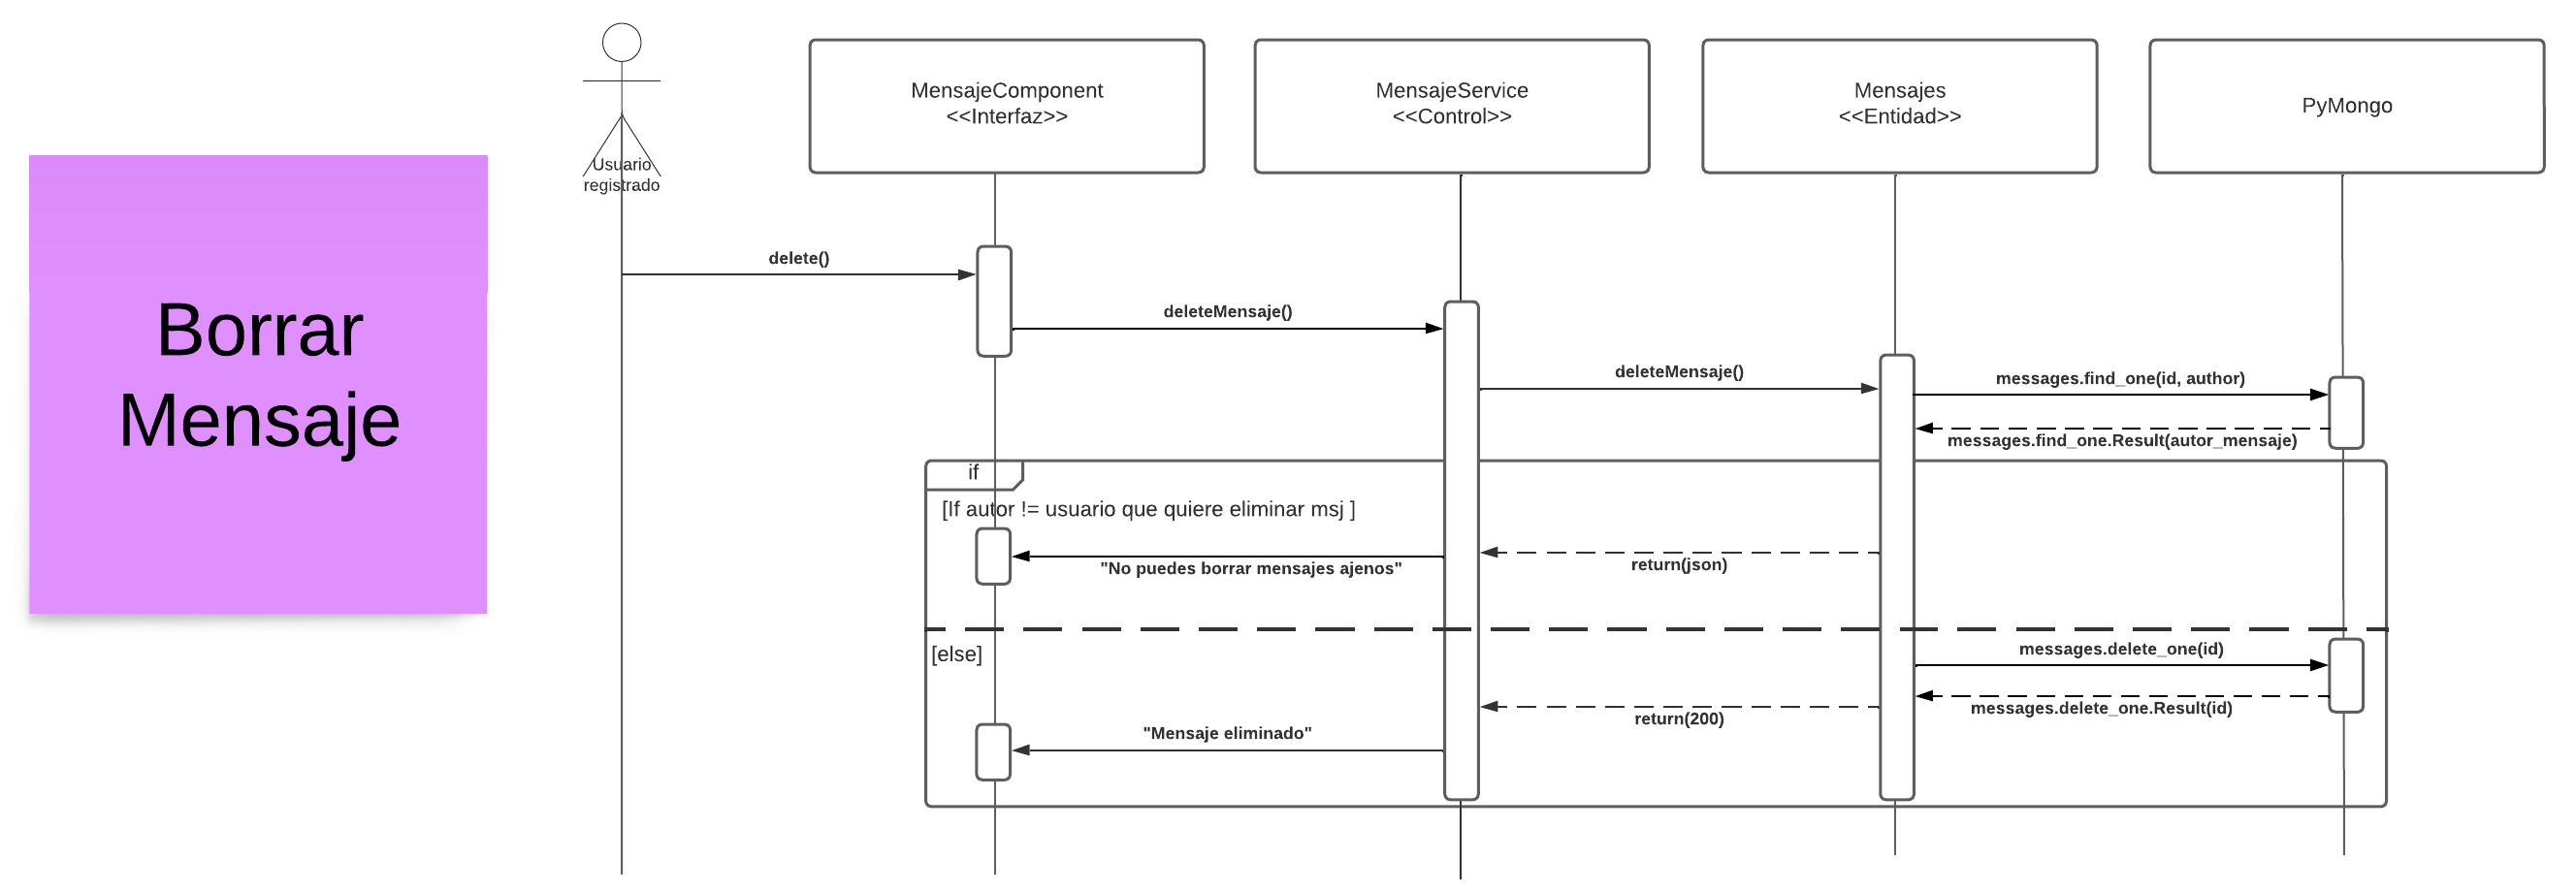 Borrar
Mensaje
Usuario
registrado
MensajeComponent
<<Interfaz>>
MensajeService
<<Control>>
Mensajes
<<Entidad>>
PyMongo
delete()
deleteMensaje()
deleteMensaje()
messages.find_one(id, author)
messages.find_one.Result(autor_mensaje)
if
[If autor != usuario que quiere eliminar msj ]
"No puedes borrar mensajes ajenos"
return(json)
[else]
messages.delete_one(id)
messages.delete_one.Result(id)
return(200)
"Mensaje eliminado"